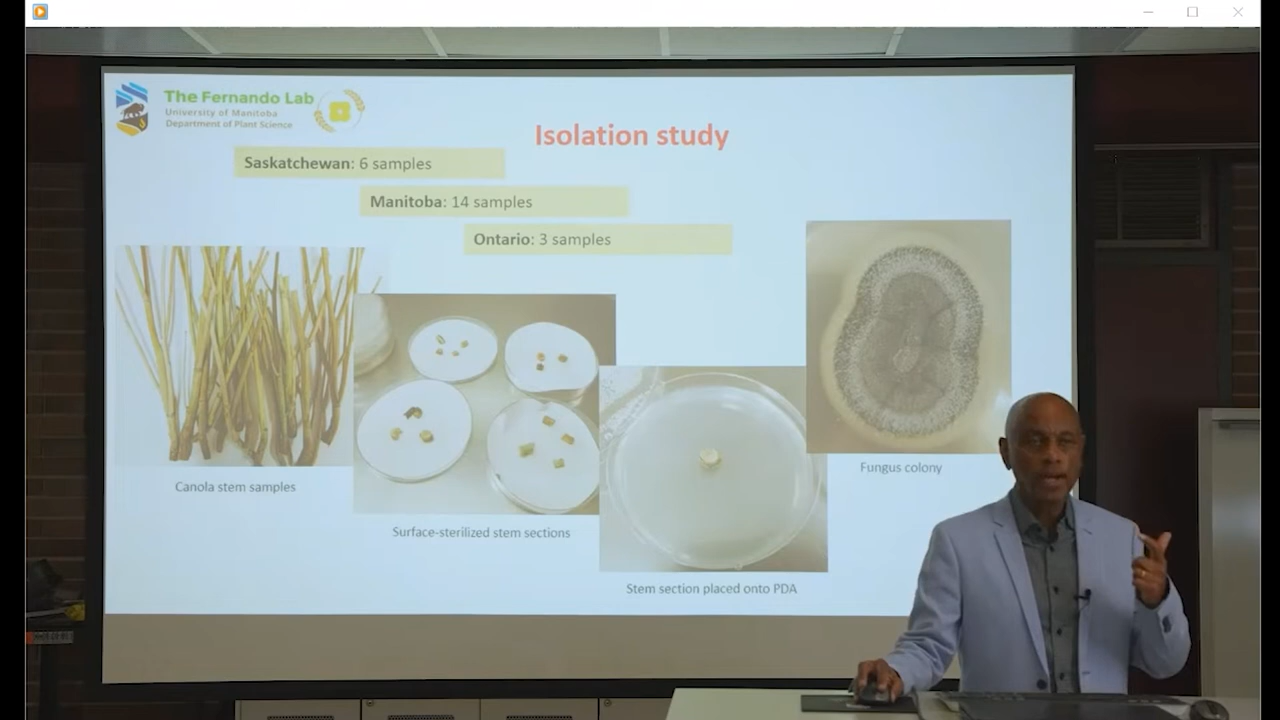 The Fernando Lab
University of Manitoba
Department of Plant Science
Isolation study
Saskatchewan: 6 samples
Manitoba: 14 samples
Ontario: 3 samples
Canola stem samples
Surface-sterilized stem sections
Stem section placed onto PDA
Fungus colony